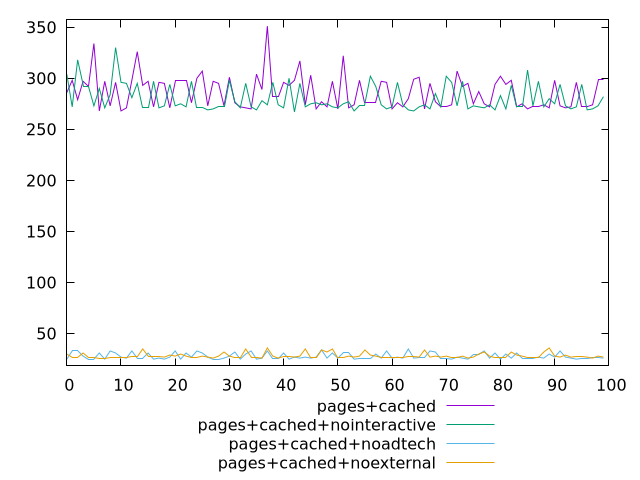 350
300
250
200
150
100
50
0 10 20 30 40 50 60 70 80 90 100
pages+cached
pages+cached+nointeractive
pages+cached+noadtech
pages+cached+noexternal